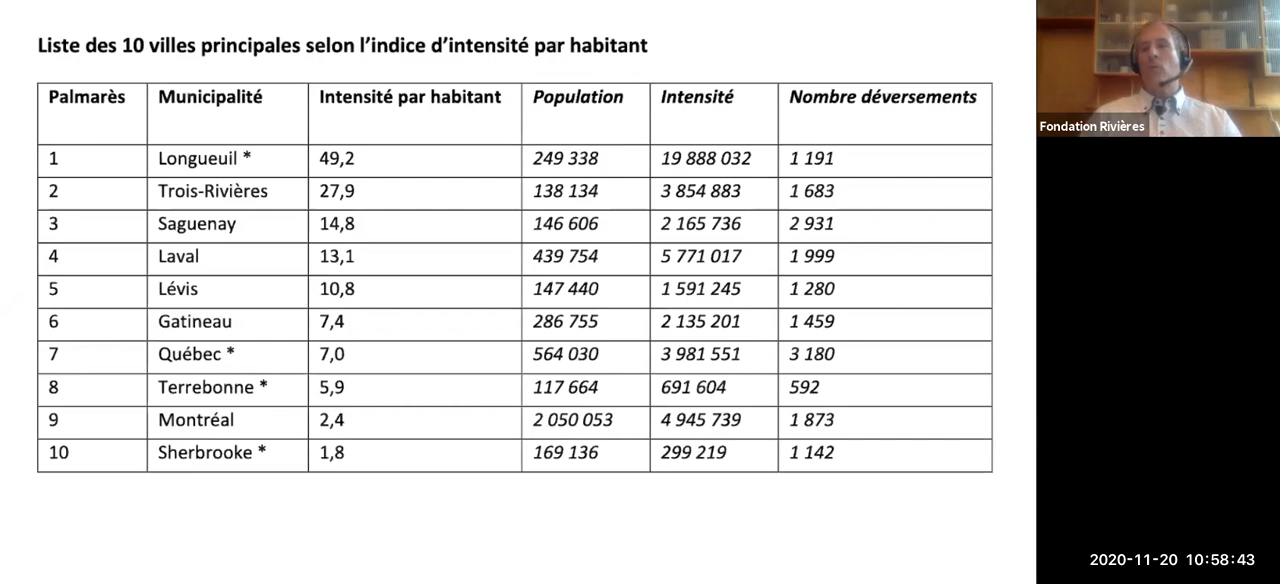 Liste des 10 villes principales selon l’indice d’intensité par habitant
Palmarès Municipalité Intensité par habitant Population Intensité Nombre déversements
1 Longueuil * 49,2 249 338 19 888 032 1 191
2 Trois-Rivières 27,9 138 134 3 854 883 1 683
3 Saguenay 14,8 146 606 2 165 736 2 931
4 Laval 13,1 439 754 5 771 017 1 999
5 Lévis 10,8 147 440 1 591 245 1 280
6 Gatineau 7,4 286 755 2 135 201 1 459
7 Québec * 7,0 564 030 3 981 551 3 180
8 Terrebonne * 5,9 117 664 691 604 592
9 Montréal 2,4 2 050 053 4 945 739 1 873
10 Sherbrooke * 1,8 169 136 299 219 1 142
Fondation Rivières
2020-11-20 10:58:43